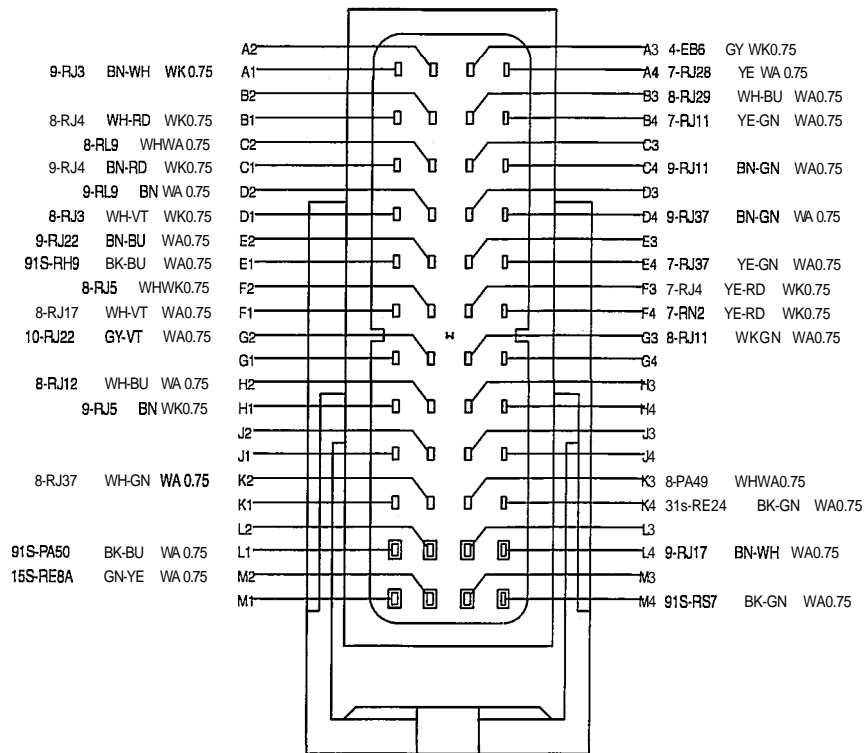 A2 A3 4-EB6 GY WK0.75
9-RJ3 BN-WH WK0.75 A1 A4 7-RJ28 YE WA 0.75
B2 B3 8-RJ29 WH-BU WA0.75
8-RJ4 WH-RD WK0.75 B1 B4 7-RJ11 YE-GN WA0.75
8-RL9 WHWA0.75 C2 C3
9-RJ4 BN-RD WK0.75 C1 C4 9-RJ11 BN-GN WA0.75
9-RL9 BN WA 0.75 D2 D3
8-RJ3 WH-VT WK0.75 D1 D4 9-RJ37 BN-GN WA 0.75
9-RJ22 BN-BU WA0.75 E2 E3
91S-RH9 BK-BU WA0.75 E1 E4 7-RJ37 YE-GN WA0.75
8-RJ5 WHWK0.75 F2 F3 7-RJ4 YE-RD WK0.75
8-RJ17 WH-VT WA0.75 F1 F4 7-RN2 YE-RD WK0.75
10-RJ22 GY-VT WA0.75 G2 G3 8-RJ11 WKGN WA0.75
G1 G4
8-RJ12 WH-BU WA 0.75 H2 H3
9-RJ5 BN WK0.75 H1 H4
J2 J3
J1 J4
8-RJ37 WH-GN WA 0.75 K2 K3 8-PA49 WHWA0.75
K1 K4 31s-RE24 BK-GN WA0.75
L2 L3
91S-PA50 BK-BU WA 0.75 L1 L4 9-RJ17 BN-WH WA0.75
15S-RE8A GN-YE WA 0.75 M2 M3
M1 M4 91S-RS7 BK-GN WA0.75